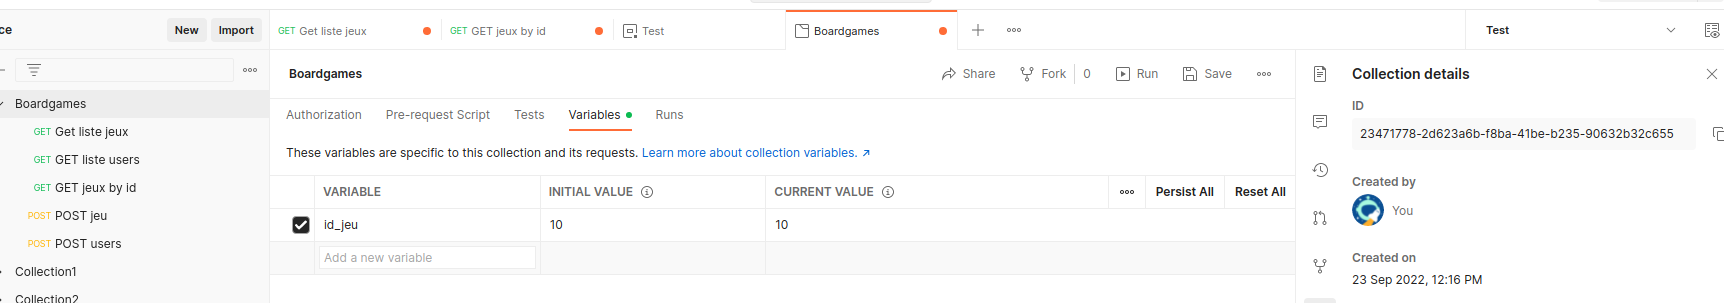 ce New Import
GET Get liste jeux GET GET jeux by id Test Boardgames Test
Boardgames
Share Fork 0 Run Save
Collection details
Authorization Pre-request Script Tests Variables Runs
These variables are specific to this collection and its requests. Learn more about collection variables. ↗
VARIABLE INITIAL VALUE CURRENT VALUE Persist All Reset All
id_jeu 10 10
Add a new variable
Boardgames
GET Get liste jeux
GET GET liste users
GET GET jeux by id
POST POST jeu
POST POST users
Collection1
Collection2
ID
23471778-2d623a6b-f8ba-41be-b235-90632b32c655
Created by
You
Created on
23 Sep 2022, 12:16 PM